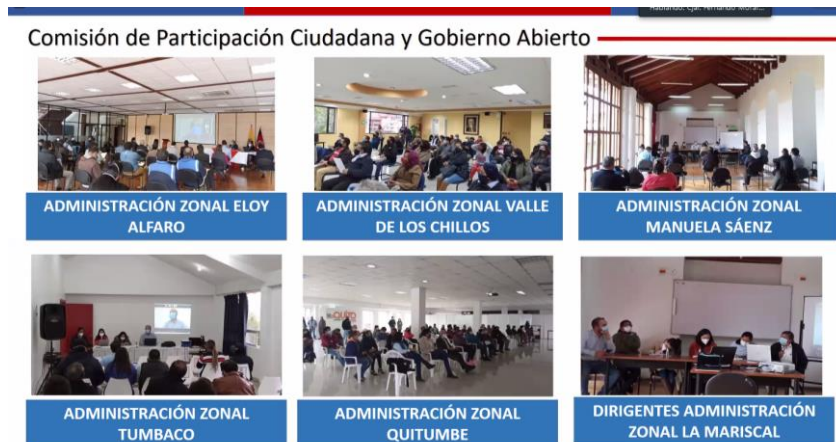 Comisión de Participación Ciudadana y Gobierno Abierto
ADMINISTRACIÓN ZONAL ELOY
ALFARO
ADMINISTRACIÓN ZONAL VALLE
DE LOS CHILLOS
ADMINISTRACIÓN ZONAL
MANUELA SÁENZ
ADMINISTRACIÓN ZONAL
TUMBACO
ADMINISTRACIÓN ZONAL
QUITUMBE
DIRIGENTES ADMINISTRACIÓN
ZONAL LA MARISCAL